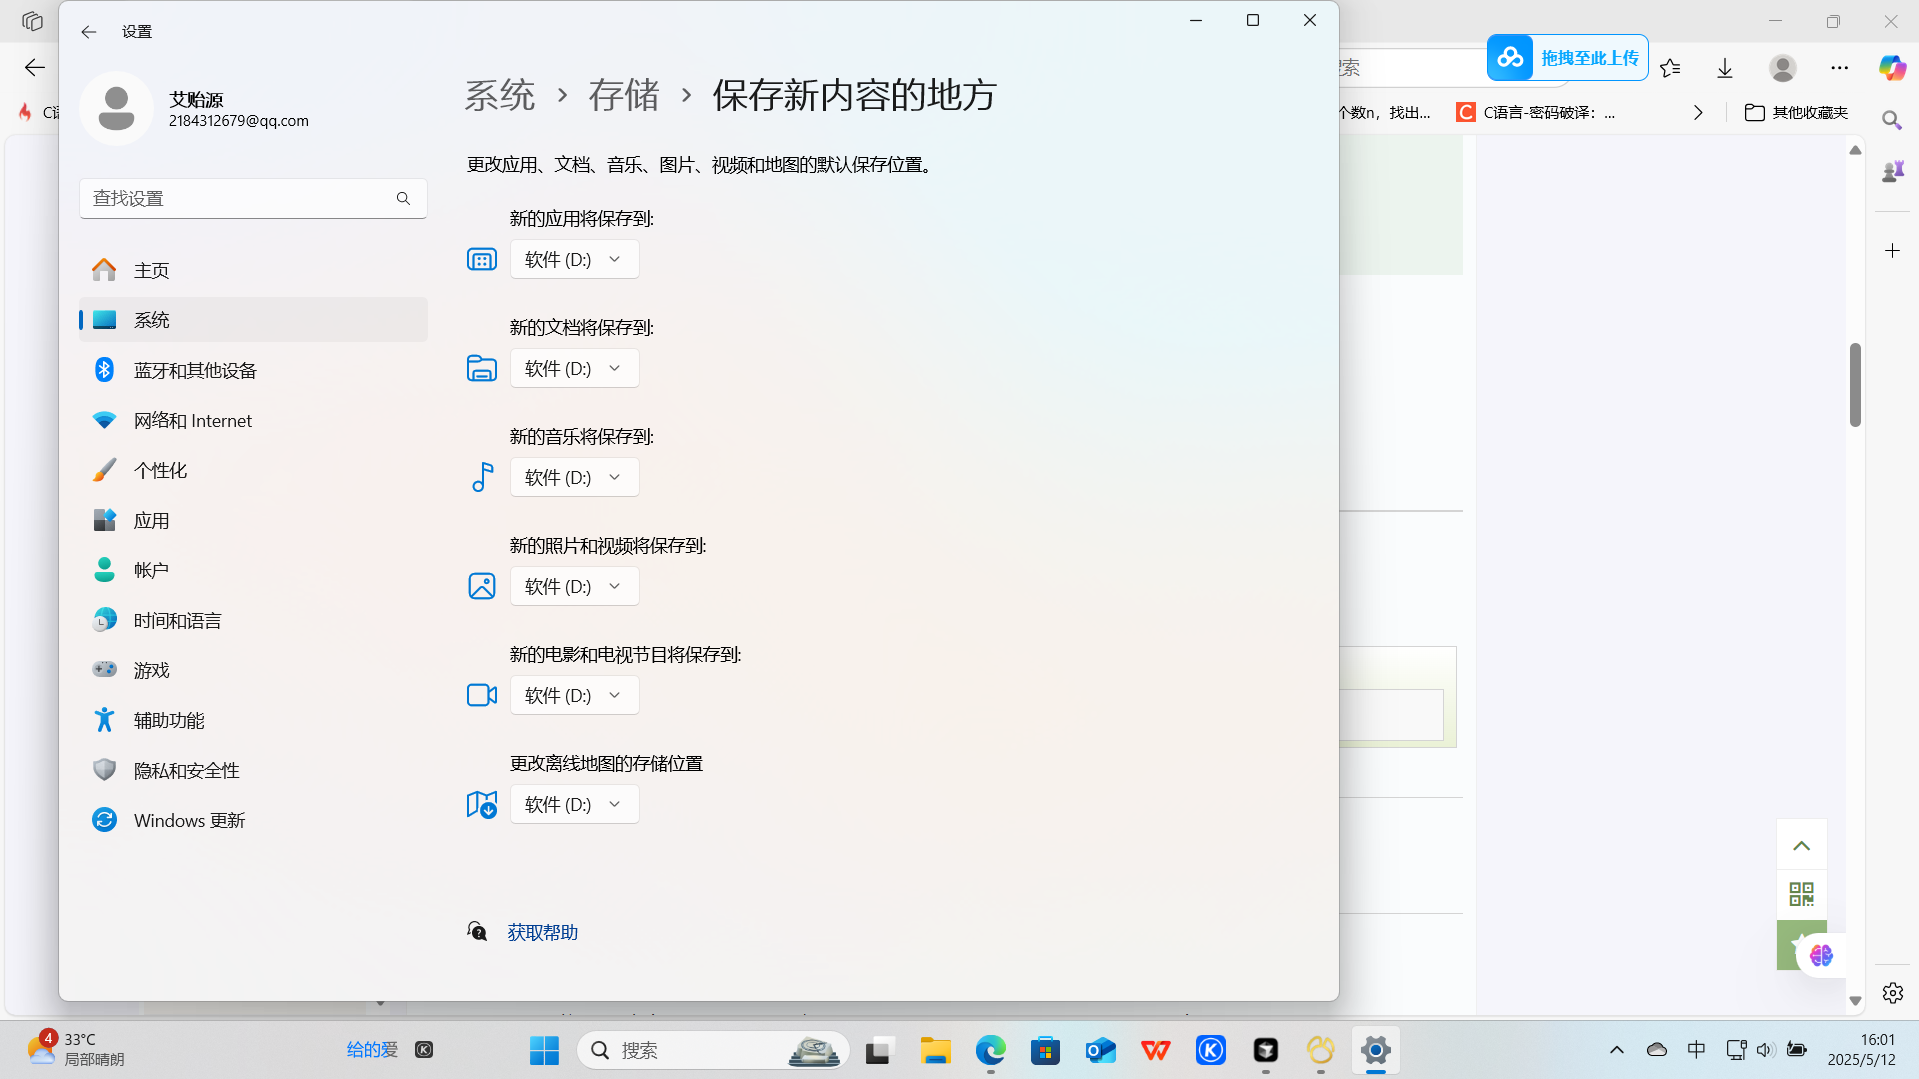 设置
艾贻源
2184312679@qq.com
查找设置
主页
系统
蓝牙和其他设备
网络和 Internet
个性化
应用
帐户
时间和语言
游戏
辅助功能
隐私和安全性
Windows 更新
系统 › 存储 › 保存新内容的地方
更改应用、文档、音乐、图片、视频和地图的默认保存位置。
新的应用将保存到:
软件 (D:)
新的文档将保存到:
软件 (D:)
新的音乐将保存到:
软件 (D:)
新的照片和视频将保存到:
软件 (D:)
新的电影和电视节目将保存到:
软件 (D:)
更改离线地图的存储位置
软件 (D:)
获取帮助
索
拖拽至此上传
个数n，找出...
C语言-密码破译：...
其他收藏夹
4
33°C
局部晴朗
给的爱
搜索
中
16:01
2025/5/12